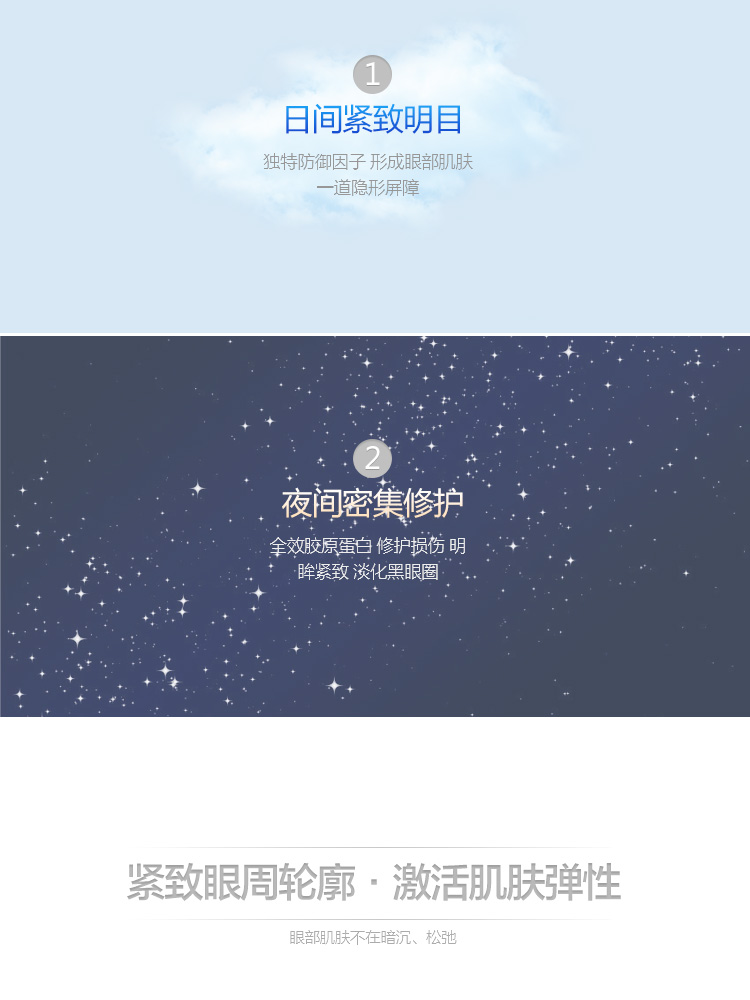 1
日间紧致明目
独特防御因子 形成眼部肌肤
一道隐形屏障
2
夜间密集修护
全效胶原蛋白 修护损伤 明
眸紧致 淡化黑眼圈
紧致眼周轮廓·激活肌肤弹性
眼部肌肤不在暗沉、松弛